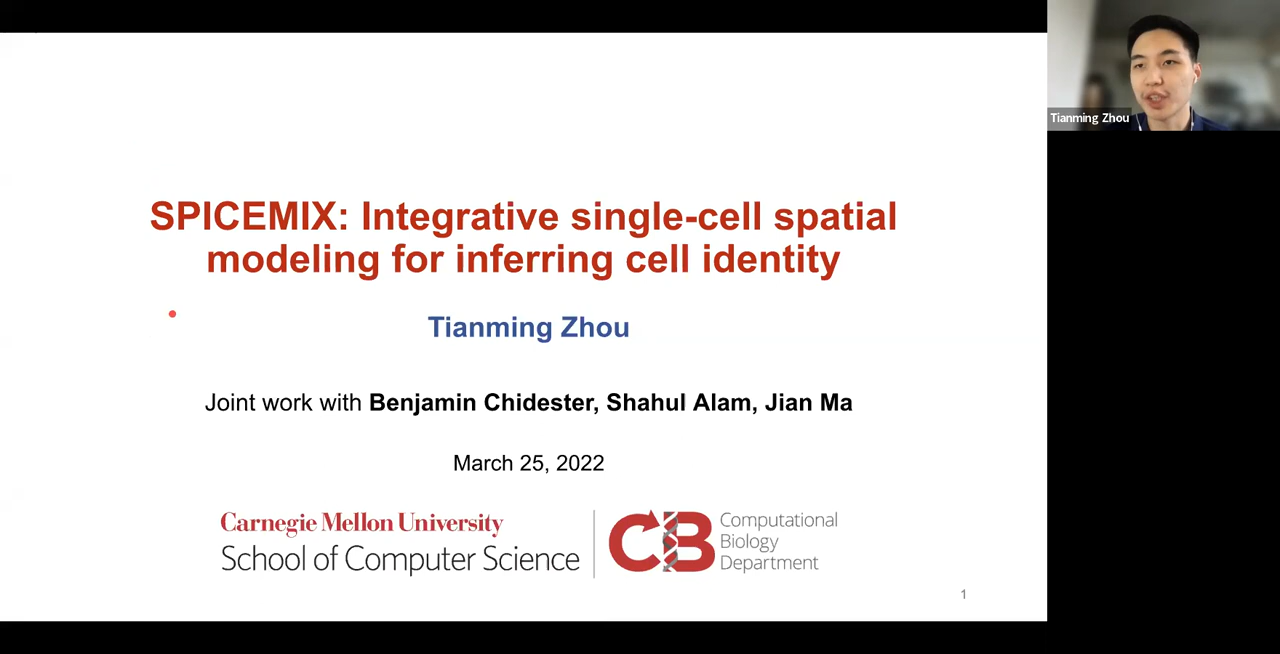 SPICEMIX: Integrative single-cell spatial
modeling for inferring cell identity
Tianming Zhou
Joint work with Benjamin Chidester, Shahul Alam, Jian Ma
March 25, 2022
Carnegie Mellon University
School of Computer Science
CB
Computational
Biology
Department
1
Tianming Zhou